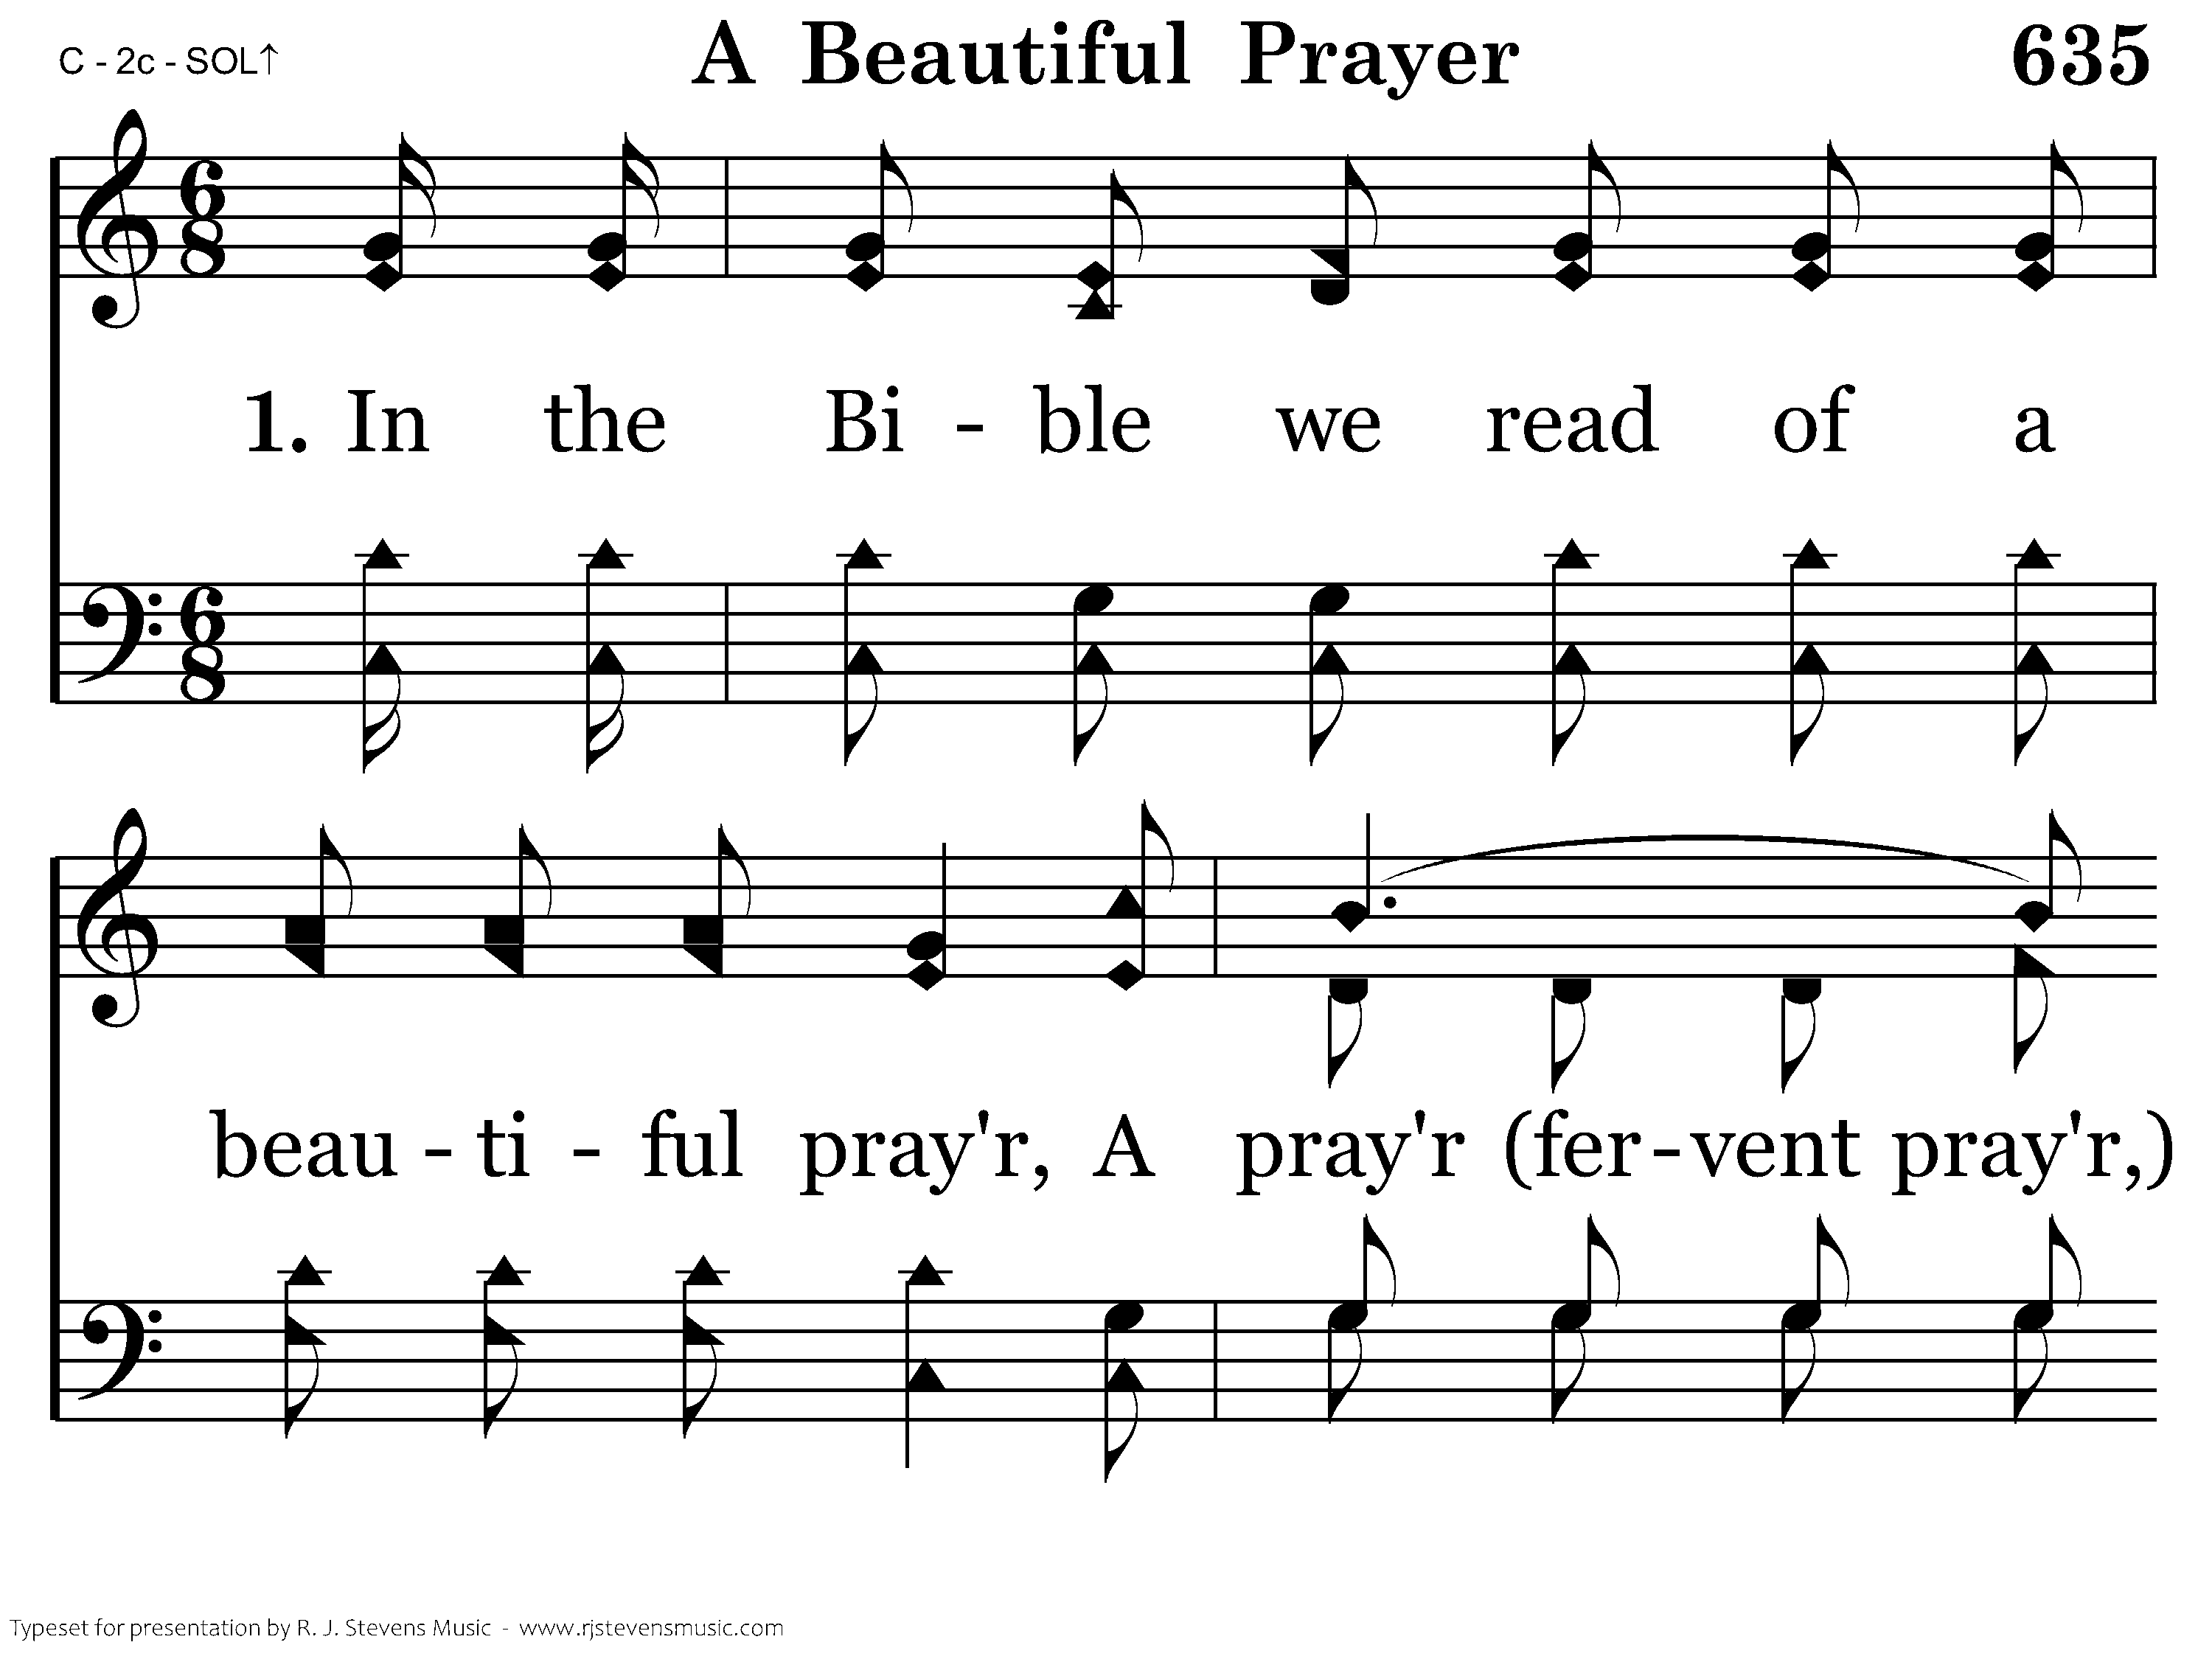 C - 2c - SOL↑ A Beautiful Prayer 635
1. In the Bi - ble we read of a
beau - ti - ful pray'r, A pray'r (fer - vent pray'r,)
Typeset for presentation by R. J. Stevens Music - www.rjstevensmusic.com